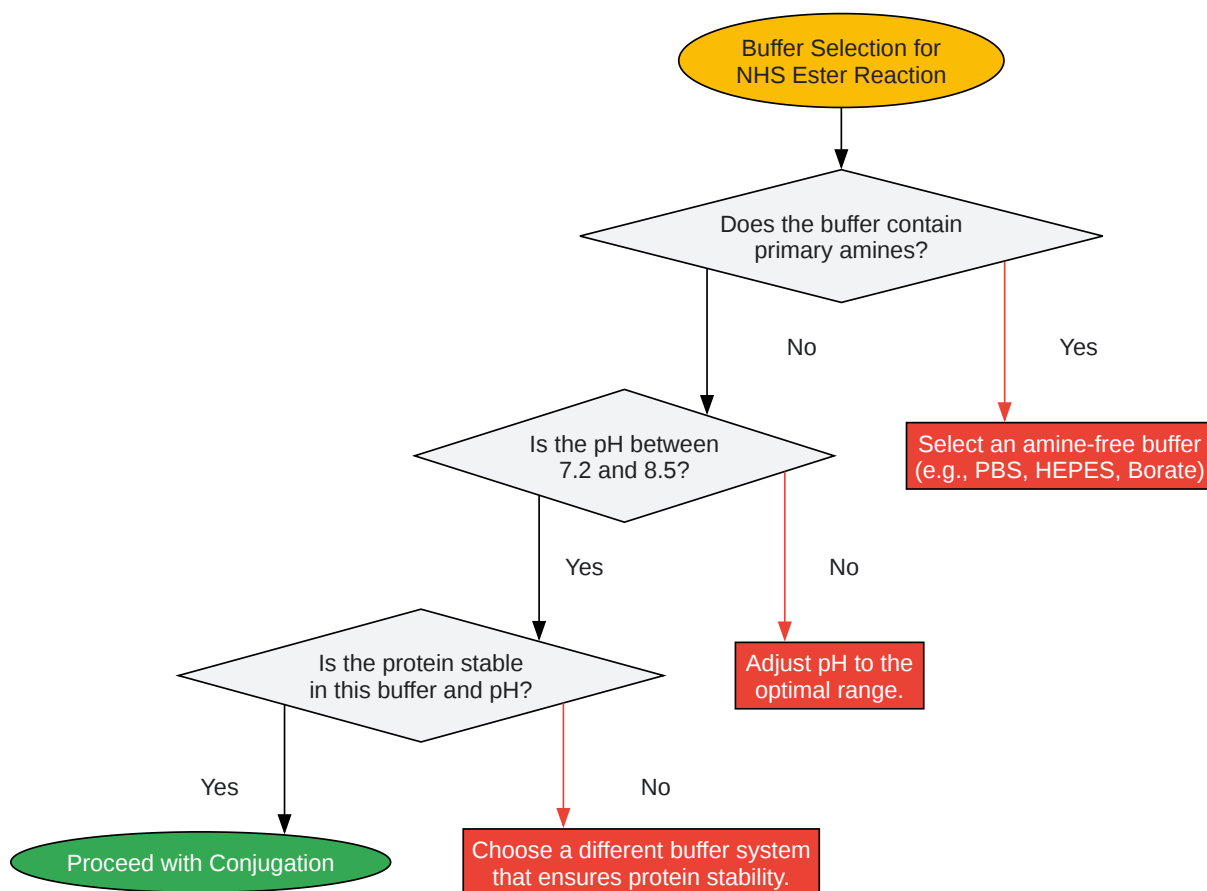 Buffer Selection for
NHS Ester Reaction
Does the buffer contain
primary amines?
No
Yes
Is the pH between
7.2 and 8.5?
Select an amine-free buffer
(e.g., PBS, HEPES, Borate)
Yes
No
Is the protein stable
in this buffer and pH?
Adjust pH to the
optimal range.
Yes
No
Proceed with Conjugation
Choose a different buffer system
that ensures protein stability.